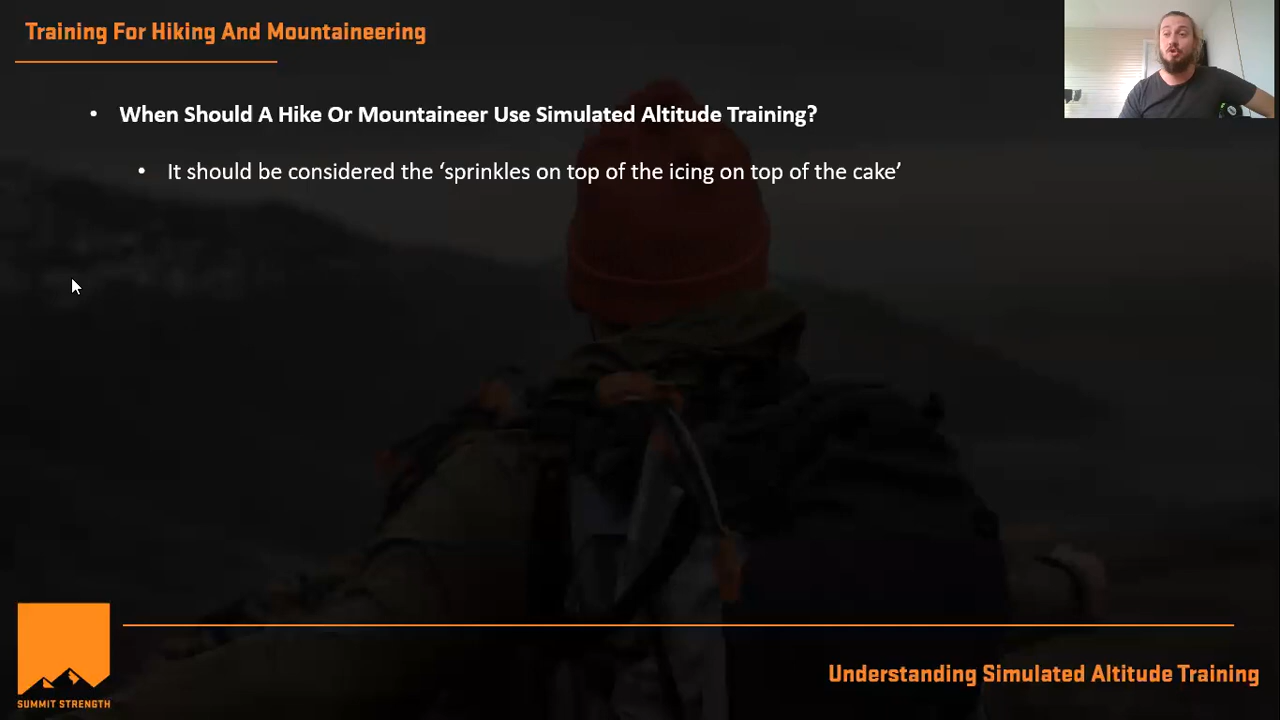 Training For Hiking And Mountaineering
• When Should A Hike Or Mountaineer Use Simulated Altitude Training?
• It should be considered the ‘sprinkles on top of the icing on top of the cake’
SUMMIT STRENGTH
Understanding Simulated Altitude Training